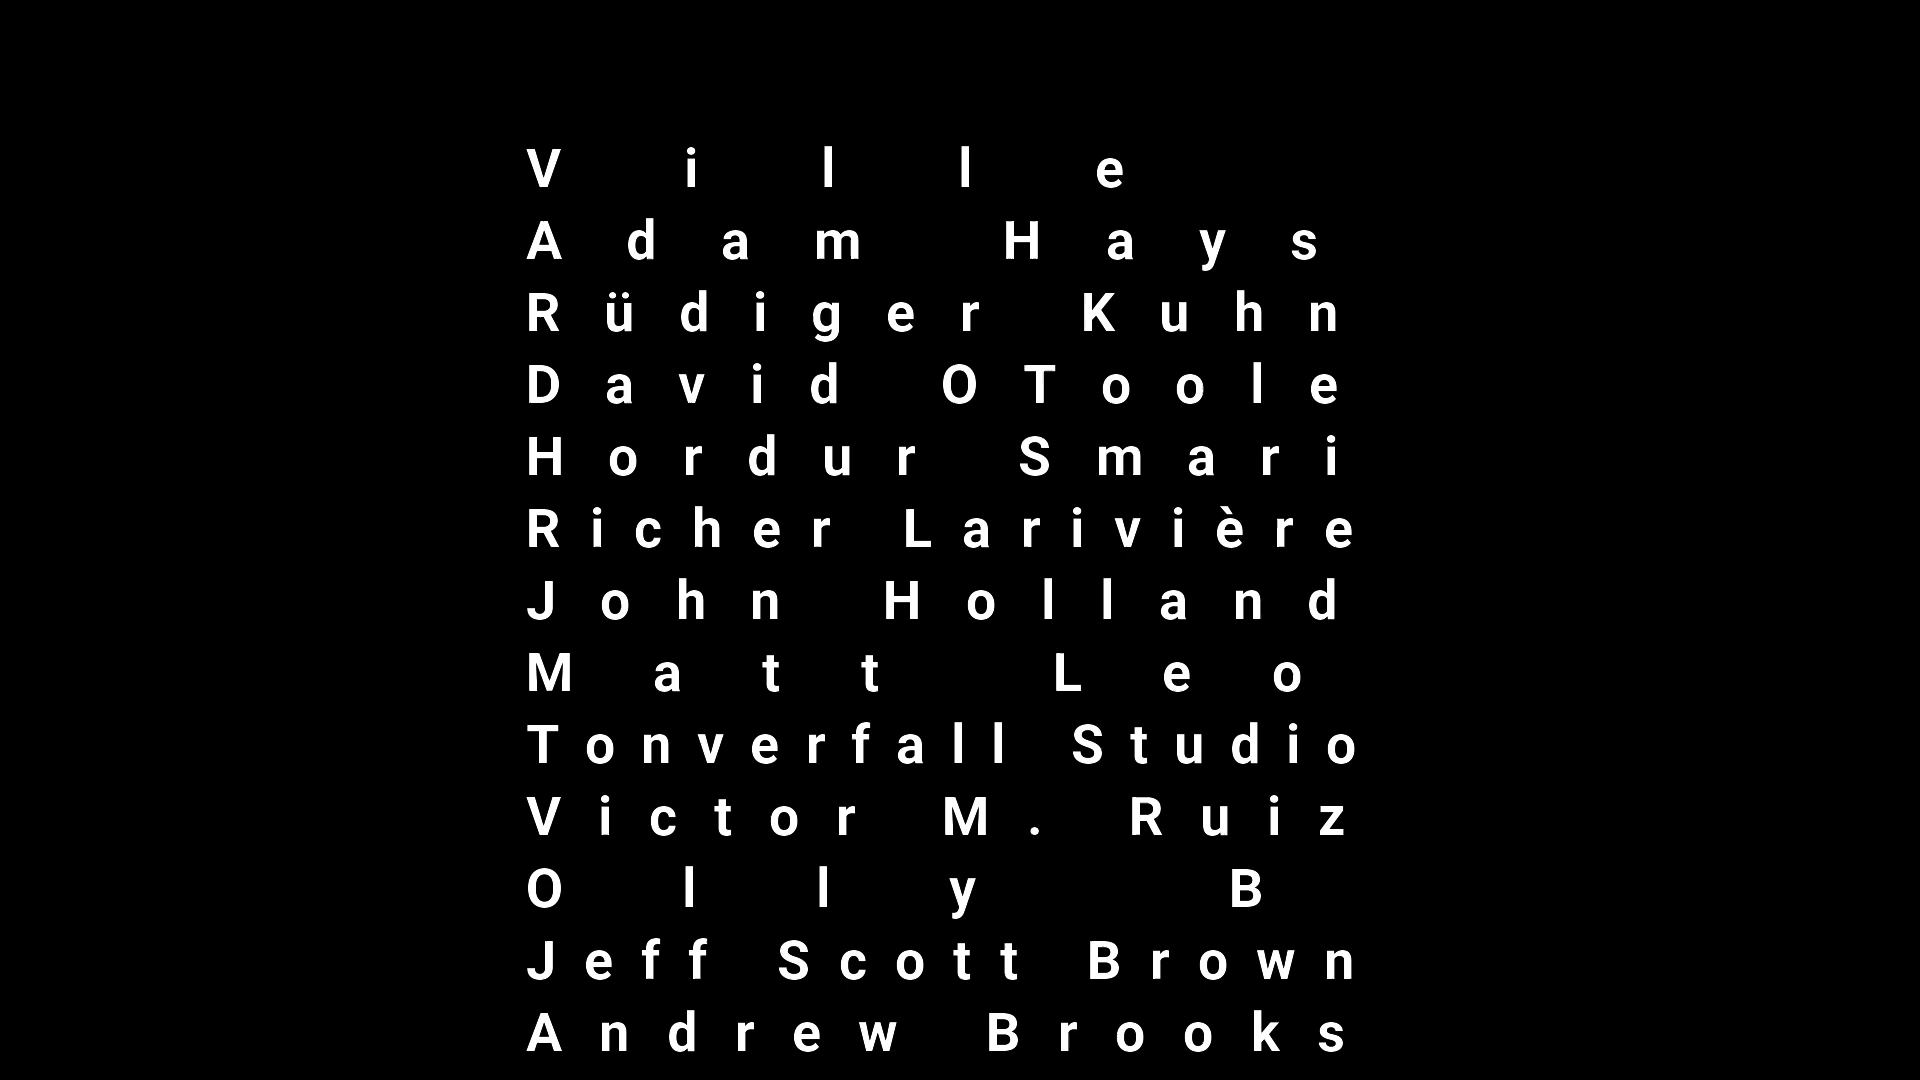 Ville
Adam Hays
Rüdiger Kuhn
David OToole
Hordur Smari
Richer Larivière
John Holland
Matt Leo
Tonverfall Studio
Victor M. Ruiz
Olly B
Jeff Scott Brown
Andrew Brooks